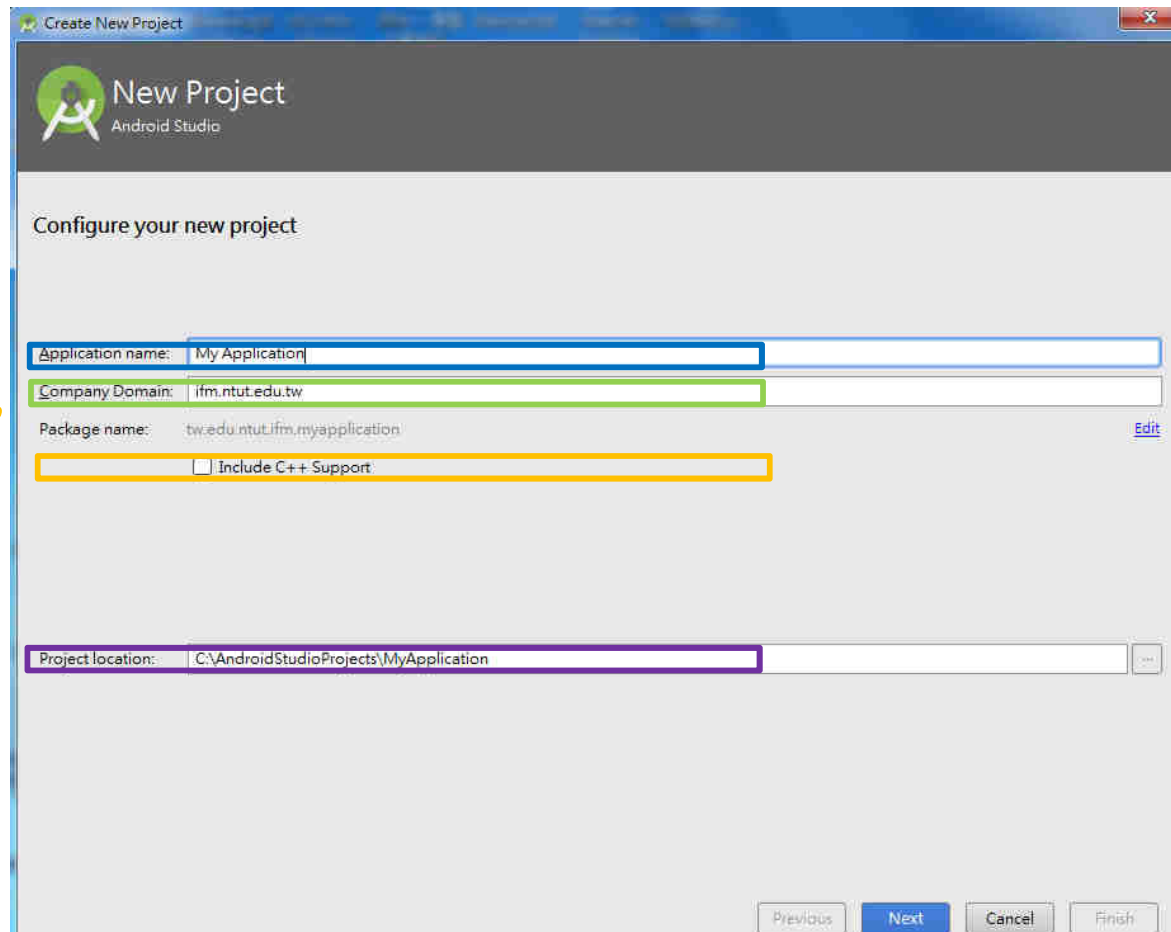 Create New Project
New Project
Android Studio
Configure your new project
Application name: My Application
Company Domain: ifm.ntut.edu.tw
Package name: tw.edu.ntut.ifm.myapplication Edit
Include C++ Support
Project location: C:\AndroidStudioProjects\MyApplication ...
Previous Next Cancel Finish